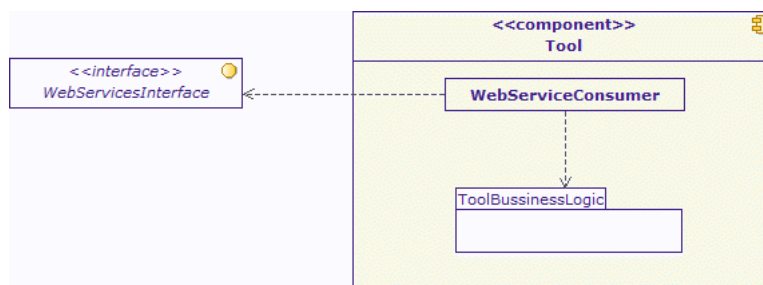 <<component>>
Tool
<<interface>>
WebServicesInterface
WebServiceConsumer
ToolBussinessLogic